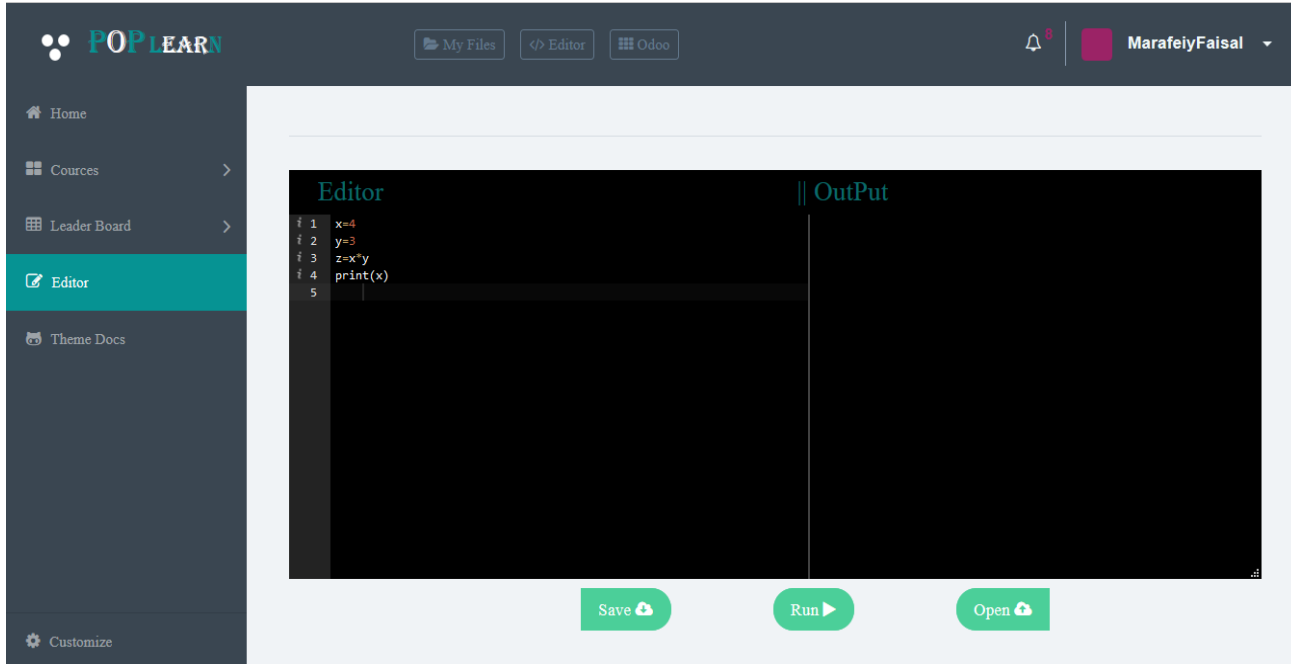 POP LEARN
My Files
</> Editor
Odoo
8
MarafeiyFaisal
Home
Cources
Leader Board
Editor
Theme Docs
Customize
Editor
|| OutPut
i 1 x=4
i 2 y=3
i 3 z=x*y
i 4 print(x)
5
Save
Run
Open